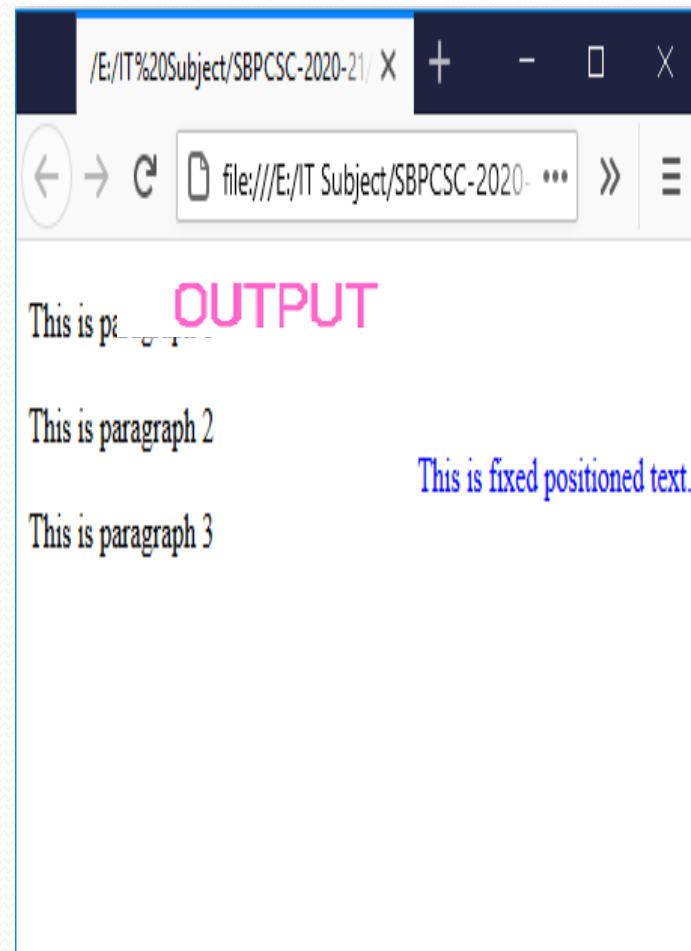 /E:/IT%20Subject/SBPCSC-2020-21/
file:///E:/IT Subject/SBPCSC-2020-
OUTPUT
This is
This is paragraph 2
This is fixed positioned text.
This is paragraph 3